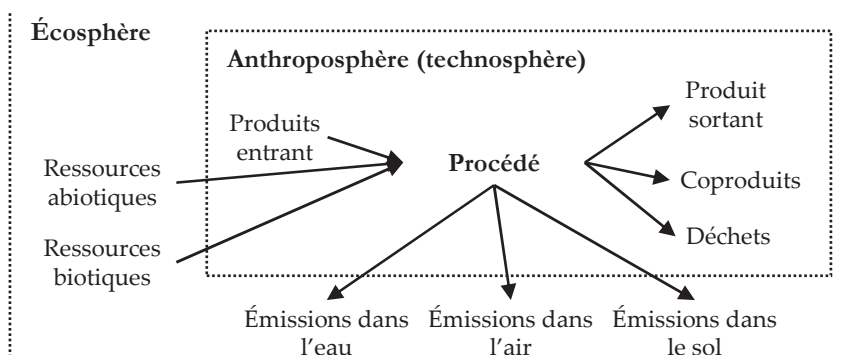 Écosphère
Anthroposphère (technosphère)
Produits
entrant
Ressources
abiotiques
Ressources
biotiques
Procédé
Produit
sortant
Coproduits
Déchets
Émissions dans
l'eau
Émissions dans
l'air
Émissions dans
le sol